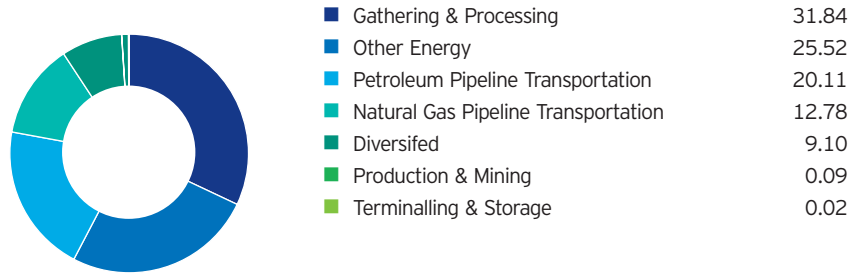 Gathering & Processing 31.84
Other Energy 25.52
Petroleum Pipeline Transportation 20.11
Natural Gas Pipeline Transportation 12.78
Diversifed 9.10
Production & Mining 0.09
Terminalling & Storage 0.02